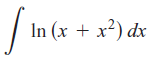 ∫ ln (x + x²) dx